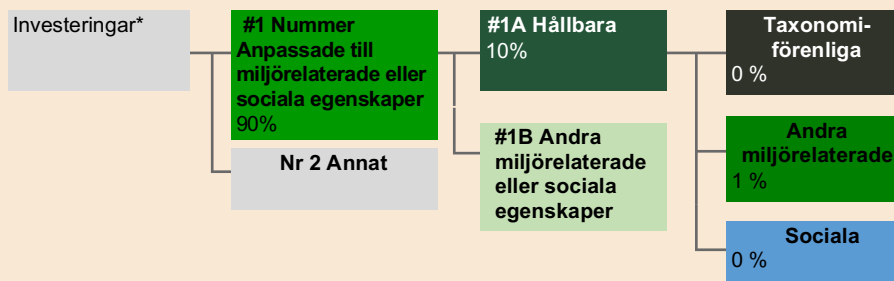 Investeringar*
#1 Nummer
Anpassade till
miljörelaterade eller
sociala egenskaper
90%
Nr 2 Annat
#1A Hållbara
10%
#1B Andra
miljörelaterade
eller sociala
egenskaper
Taxonomi-
förenliga
0 %
Andra
miljörelaterade
1 %
Sociala
0 %